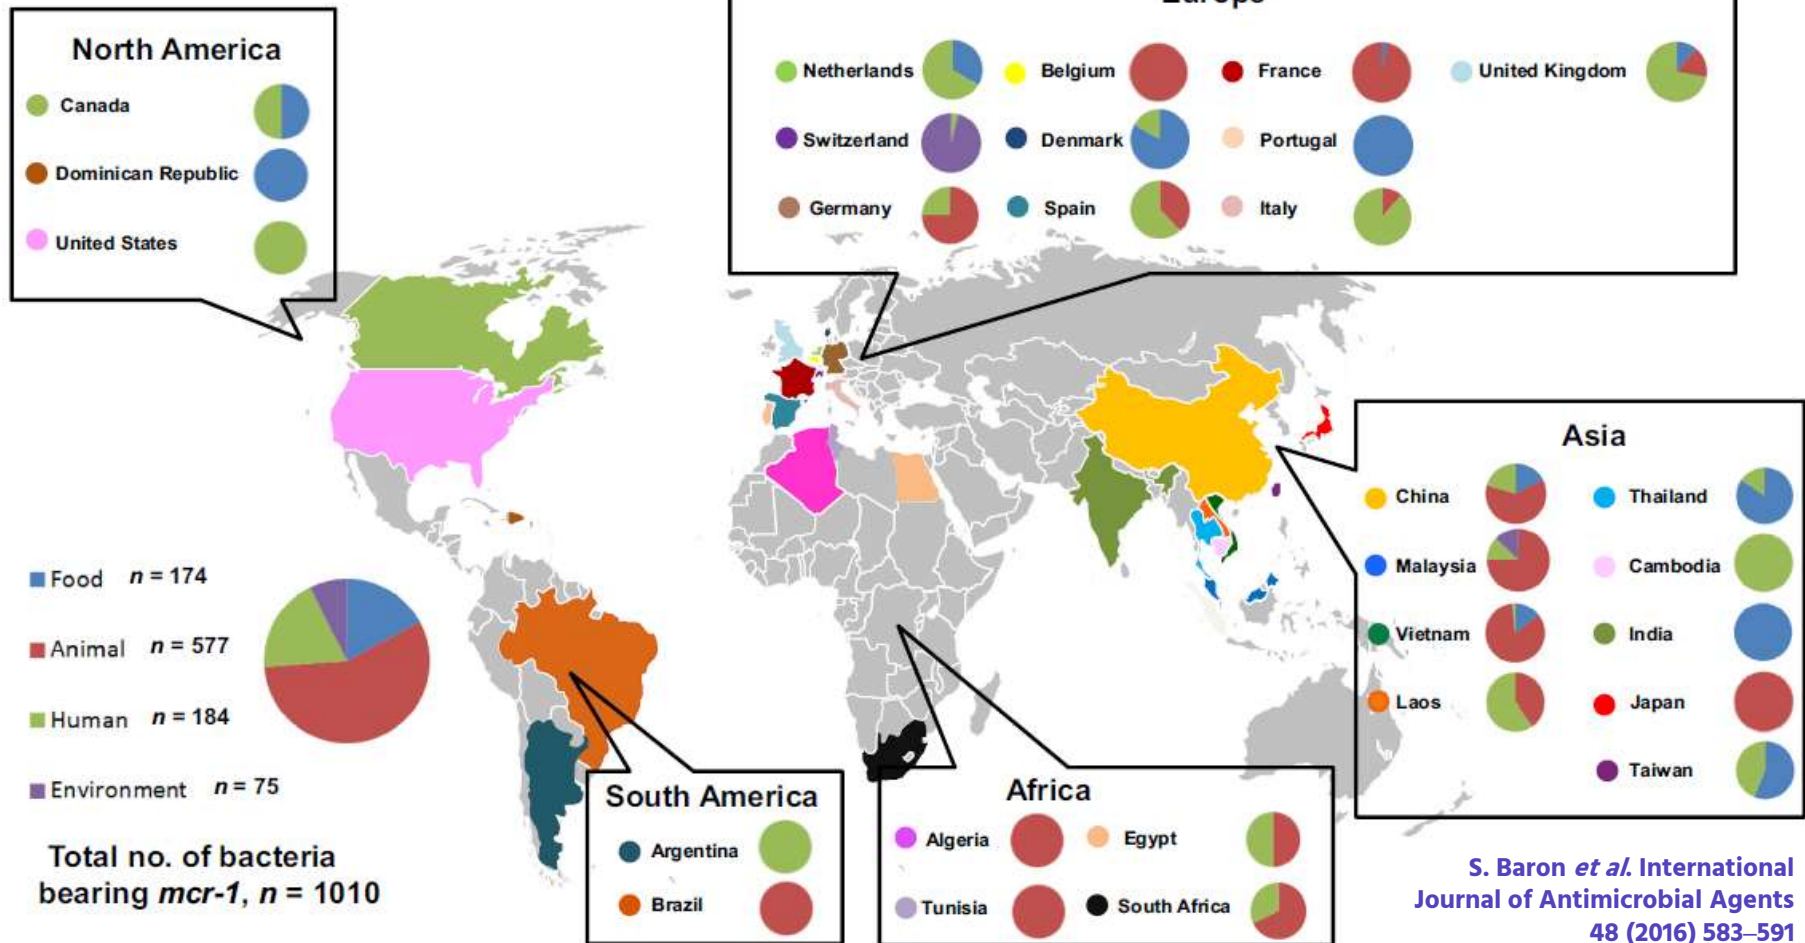 Europe
North America
Canada
Dominican Republic
United States
Netherlands
Belgium
France
United Kingdom
Switzerland
Denmark
Portugal
Germany
Spain
Italy
Asia
China
Thailand
Malaysia
Cambodia
Vietnam
India
Laos
Japan
Taiwan
Food n = 174
Animal n = 577
Human n = 184
Environment n = 75
Total no. of bacteria
bearing mcr-1, n = 1010
South America
Argentina
Brazil
Africa
Algeria
Egypt
Tunisia
South Africa
S. Baron et al. International
Journal of Antimicrobial Agents
48 (2016) 583–591